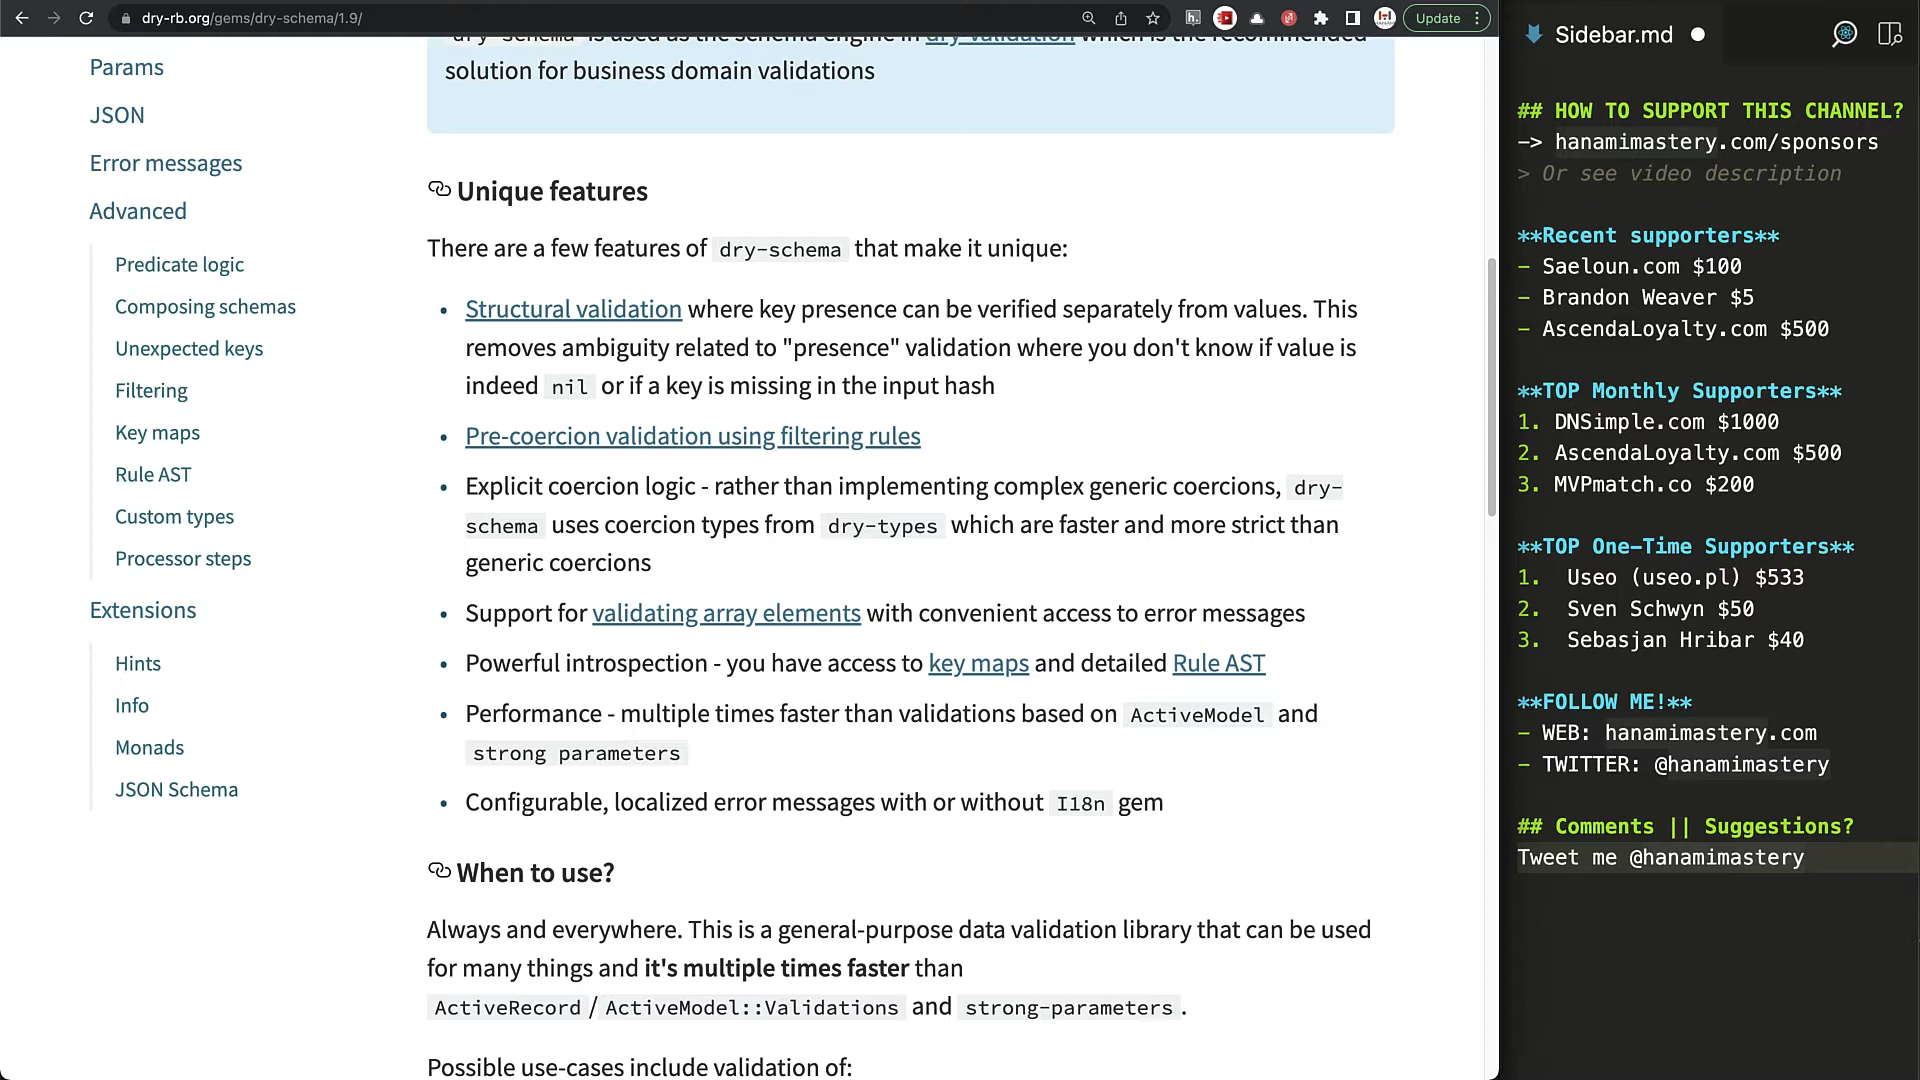 dry-rb.org/gems/dry-schema/1.9/
Update
Params
JSON
Error messages
Advanced
Predicate logic
Composing schemas
Unexpected keys
Filtering
Key maps
Rule AST
Custom types
Processor steps
Extensions
Hints
Info
Monads
JSON Schema
dry-schema is used as the schema engine in dry-validation which is the recommended
solution for business domain validations
Unique features
There are a few features of dry-schema that make it unique:
• Structural validation where key presence can be verified separately from values. This
removes ambiguity related to "presence" validation where you don't know if value is
indeed nil or if a key is missing in the input hash
• Pre-coercion validation using filtering rules
• Explicit coercion logic - rather than implementing complex generic coercions, dry-
schema uses coercion types from dry-types which are faster and more strict than
generic coercions
• Support for validating array elements with convenient access to error messages
• Powerful introspection - you have access to key maps and detailed Rule AST
• Performance - multiple times faster than validations based on ActiveModel and
strong parameters
• Configurable, localized error messages with or without I18n gem
When to use?
Always and everywhere. This is a general-purpose data validation library that can be used
for many things and it's multiple times faster than
ActiveRecord / ActiveModel::Validations and strong-parameters .
Possible use-cases include validation of:
Sidebar.md
## HOW TO SUPPORT THIS CHANNEL?
-> hanamimastery.com/sponsors
> Or see video description
**Recent supporters**
- Saeloun.com $100
- Brandon Weaver $5
- AscendaLoyalty.com $500
**TOP Monthly Supporters**
1. DNSimple.com $1000
2. AscendaLoyalty.com $500
3. MVPmatch.co $200
**TOP One-Time Supporters**
1. Useo (useo.pl) $533
2. Sven Schwyn $50
3. Sebasjan Hribar $40
**FOLLOW ME!**
- WEB: hanamimastery.com
- TWITTER: @hanamimastery
## Comments || Suggestions?
Tweet me @hanamimastery